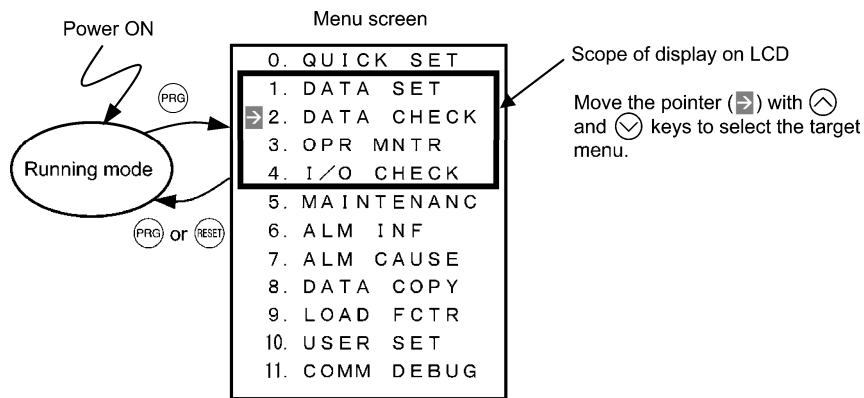 Menu screen
Power ON
PRG
Running mode
PRG or RESET
0. QUICK SET
1. DATA SET
→ 2. DATA CHECK
3. OPR MNTR
4. I/O CHECK
5. MAINTENANC
6. ALM INF
7. ALM CAUSE
8. DATA COPY
9. LOAD FCTR
10. USER SET
11. COMM DEBUG
Scope of display on LCD
Move the pointer (→) with ∧
and ∨ keys to select the target
menu.